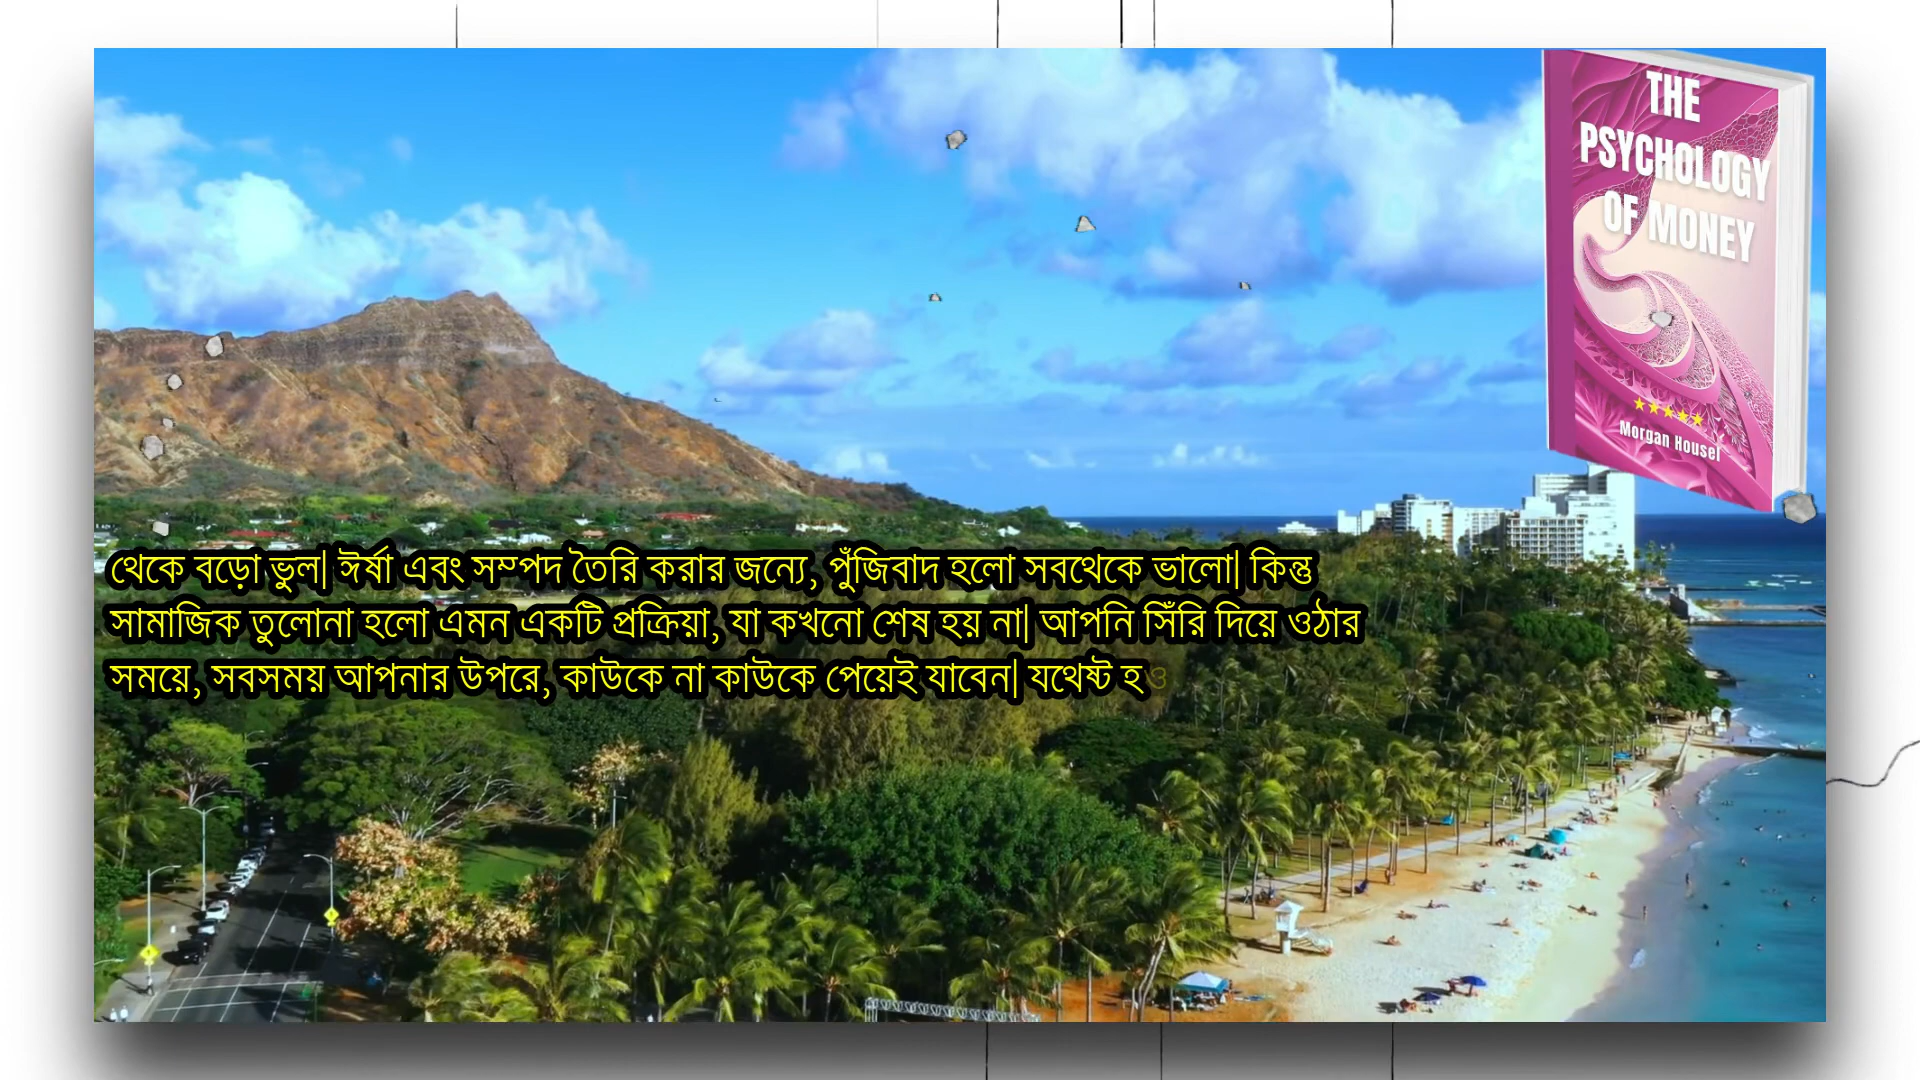 THE
PSYCHOLOGY
OF MONEY
Morgan Housel
থেকে বড়ো ভুল| ঈর্ষা এবং সম্পদ তৈরি করার জন্যে, পুঁজিবাদ হলো সবথেকে ভালো| কিন্তু
সামাজিক তুলোনা হলো এমন একটি প্রক্রিয়া, যা কখনো শেষ হয় না| আপনি সিঁরি দিয়ে ওঠার
সময়ে, সবসময় আপনার উপরে, কাউকে না কাউকে পেয়েই যাবেন| যথেষ্ট হও